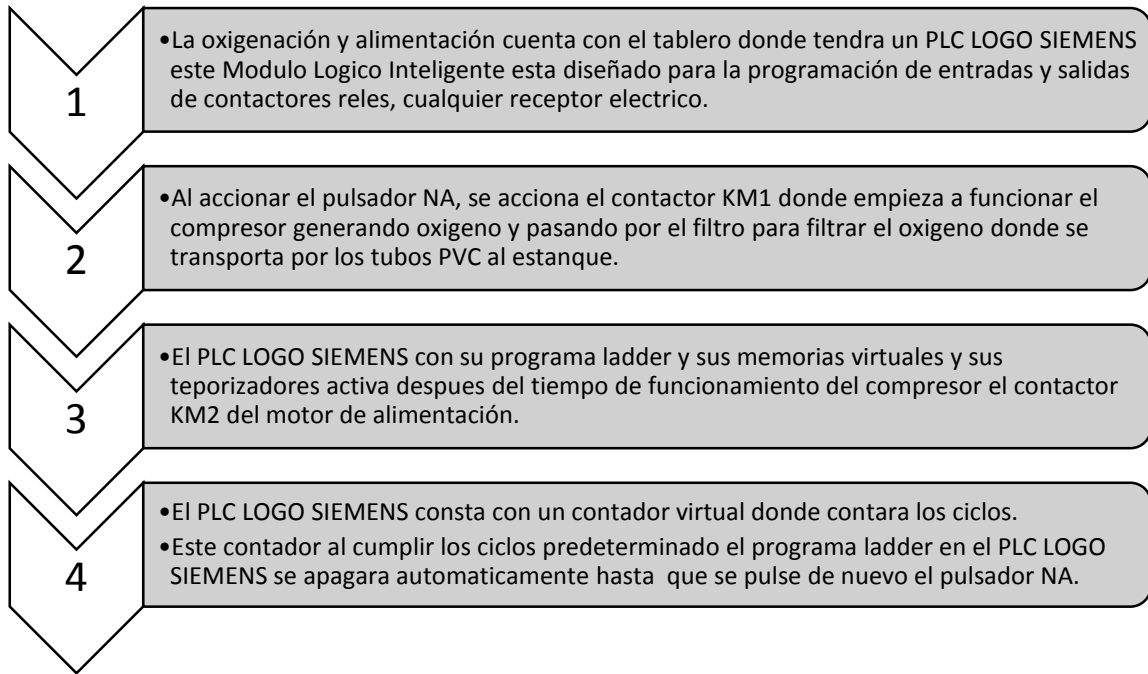 1
•La oxigenación y alimentación cuenta con el tablero donde tendra un PLC LOGO SIEMENS
este Modulo Logico Inteligente esta diseñado para la programación de entradas y salidas
de contactores reles, cualquier receptor electrico.
2
•Al accionar el pulsador NA, se acciona el contactor KM1 donde empieza a funcionar el
compresor generando oxigeno y pasando por el filtro para filtrar el oxigeno donde se
transporta por los tubos PVC al estanque.
3
•El PLC LOGO SIEMENS con su programa ladder y sus memorias virtuales y sus
teporizadores activa despues del tiempo de funcionamiento del compresor el contactor
KM2 del motor de alimentación.
4
•El PLC LOGO SIEMENS consta con un contador virtual donde contara los ciclos.
•Este contador al cumplir los ciclos predeterminado el programa ladder en el PLC LOGO
SIEMENS se apagara automaticamente hasta que se pulse de nuevo el pulsador NA.